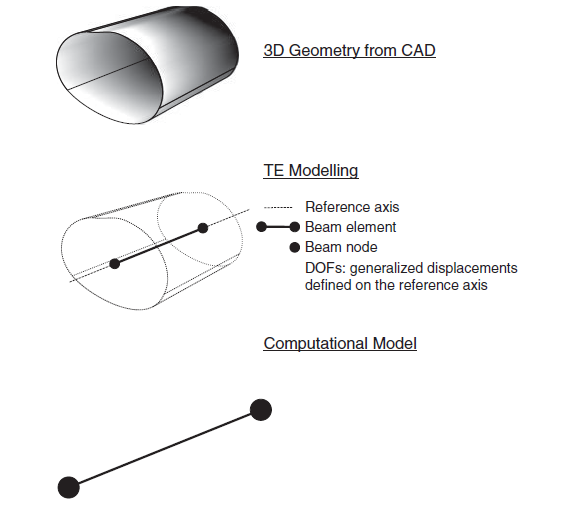 3D Geometry from CAD
TE Modelling
Reference axis
Beam element
Beam node
DOFs: generalized displacements
defined on the reference axis
Computational Model